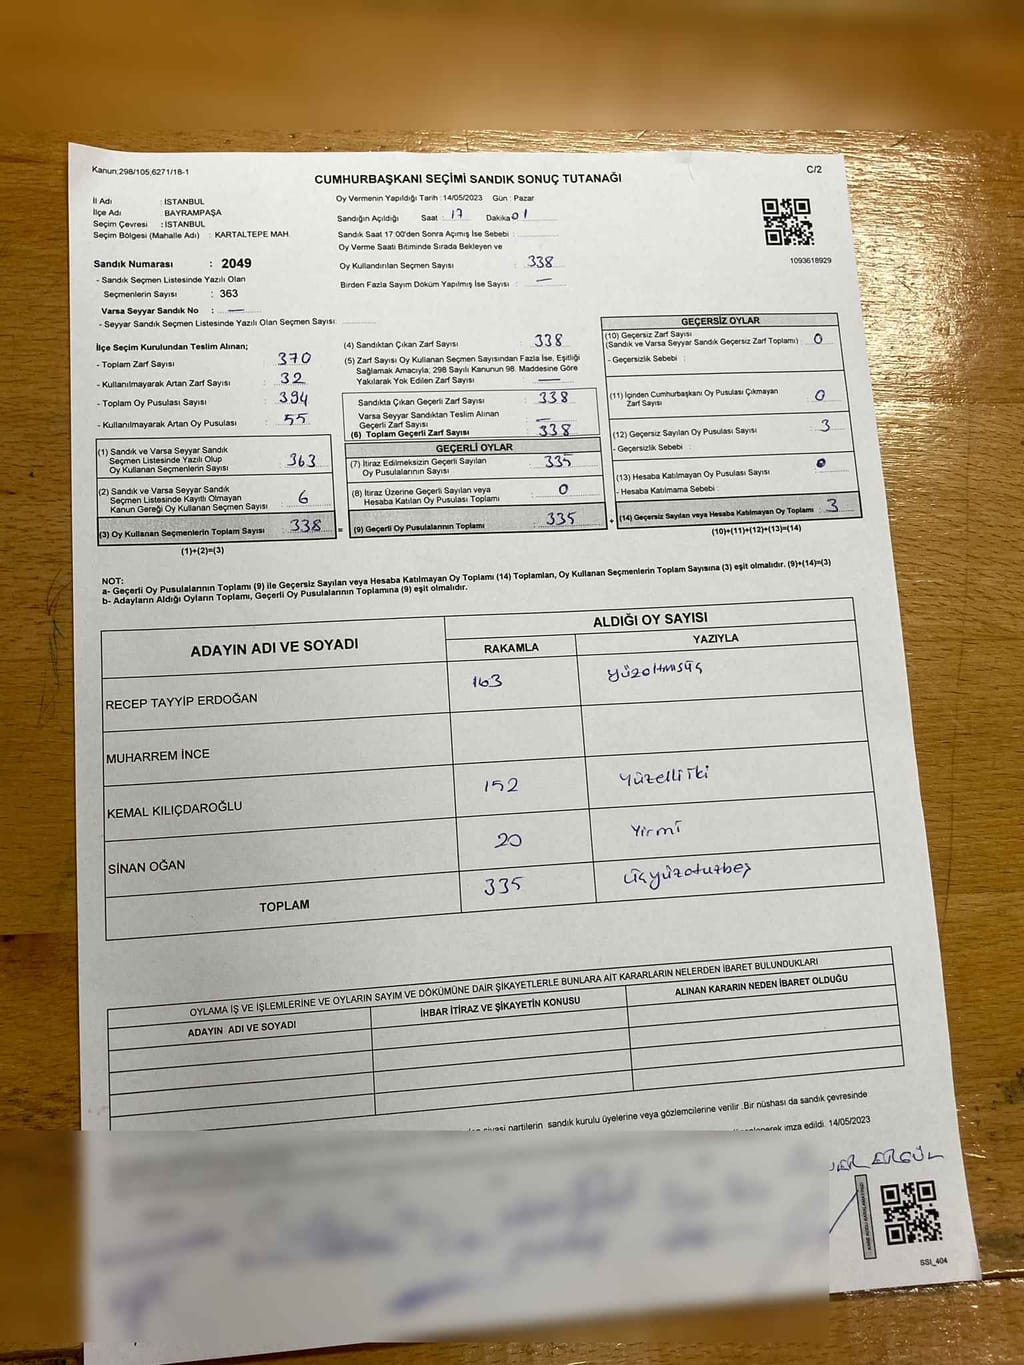 Kanun;298/105;6271/18-1
C/2
CUMHURBAŞKANI SEÇİMİ SANDIK SONUÇ TUTANAĞI
İl Adı : İSTANBUL
İlçe Adı BAYRAMPAŞA
Seçim Çevresi : İSTANBUL
Seçim Bölgesi (Mahalle Adı) : KARTALTEPE MAH.
Oy Vermenin Yapıldığı Tarih :14/05/2023 Gün : Pazar
Sandığın Açıldığı Saat : 17 Dakika 01
Sandık Saat 17:00'den Sonra Açımış İse Sebebi :
Oy Verme Saati Bitiminde Sırada Bekleyen ve
Oy Kullandırılan Seçmen Sayısı : 338
Birden Fazla Sayım Döküm Yapılmış İse Sayısı : —
1093618929
Sandık Numarası : 2049
- Sandık Seçmen Listesinde Yazılı Olan
Seçmenlerin Sayısı : 363
Varsa Seyyar Sandık No : —
- Seyyar Sandık Seçmen Listesinde Yazılı Olan Seçmen Sayısı:
İlçe Seçim Kurulundan Teslim Alınan;
- Toplam Zarf Sayısı : 370
- Kullanılmayarak Artan Zarf Sayısı : 32
- Toplam Oy Pusulası Sayısı : 394
- Kullanılmayarak Artan Oy Pusulası : 55
(1) Sandık ve Varsa Seyyar Sandık
Seçmen Listesinde Yazılı Olup
Oy Kullanan Seçmenlerin Sayısı : 363
(2) Sandık ve Varsa Seyyar Sandık
Seçmen Listesinde Kayıtlı Olmayan
Kanun Gereği Oy Kullanan Seçmen Sayısı : 6
(3) Oy Kullanan Seçmenlerin Toplam Sayısı : 338
(1)+(2)=(3)
(4) Sandıktan Çıkan Zarf Sayısı : 338
(5) Zarf Sayısı Oy Kullanan Seçmen Sayısından Fazla İse, Eşitliği
Sağlamak Amacıyla; 298 Sayılı Kanunun 98. Maddesine Göre
Yakılarak Yok Edilen Zarf Sayısı : —
Sandıkta Çıkan Geçerli Zarf Sayısı : 338
Varsa Seyyar Sandıktan Teslim Alınan
Geçerli Zarf Sayısı : —
(6) Toplam Geçerli Zarf Sayısı : 338
GEÇERLİ OYLAR
(7) İtiraz Edilmeksizin Geçerli Sayılan
Oy Pusulalarının Sayısı : 335
(8) İtiraz Üzerine Geçerli Sayılan veya
Hesaba Katılan Oy Pusulası Toplamı : 0
= (9) Geçerli Oy Pusulalarının Toplamı : 335
GEÇERSİZ OYLAR
(10) Geçersiz Zarf Sayısı
(Sandık ve Varsa Seyyar Sandık Geçersiz Zarf Toplamı) : 0
- Geçersizlik Sebebi :
(11) İçinden Cumhurbaşkanı Oy Pusulası Çıkmayan
Zarf Sayısı : 0
(12) Geçersiz Sayılan Oy Pusulası Sayısı : 3
- Geçersizlik Sebebi :
(13) Hesaba Katılmayan Oy Pusulası Sayısı : 0
- Hesaba Katılmama Sebebi :
+ (14) Geçersiz Sayılan veya Hesaba Katılmayan Oy Toplamı : 3
(10)+(11)+(12)+(13)=(14)
NOT:
a- Geçerli Oy Pusulalarının Toplamı (9) ile Geçersiz Sayılan veya Hesaba Katılmayan Oy Toplamı (14) Toplamları, Oy Kullanan Seçmenlerin Toplam Sayısına (3) eşit olmalıdır. (9)+(14)=(3)
b- Adayların Aldığı Oyların Toplamı, Geçerli Oy Pusulalarının Toplamına (9) eşit olmalıdır.
ADAYIN ADI VE SOYADI
ALDIĞI OY SAYISI
RAKAMLA YAZIYLA
RECEP TAYYİP ERDOĞAN 163 yüzaltmışüç
MUHARREM İNCE
KEMAL KILIÇDAROĞLU 152 yüzelliiki
SİNAN OĞAN 20 Yirmi
TOPLAM 335 üçyüzotuzbeş
OYLAMA İŞ VE İŞLEMLERİNE VE OYLARIN SAYIM VE DÖKÜMÜNE DAİR ŞİKAYETLERLE BUNLARA AİT KARARLARIN NELERDEN İBARET BULUNDUKLARI
ADAYIN ADI VE SOYADI İHBAR İTİRAZ VE ŞİKAYETİN KONUSU ALINAN KARARIN NEDEN İBARET OLDUĞU
siyasi partilerin sandık kurulu üyelerine veya gözlemcilerine verilir .Bir nüshası da sandık çevresinde
imza edildi. 14/05/2023
ERGÜL
SSI_404